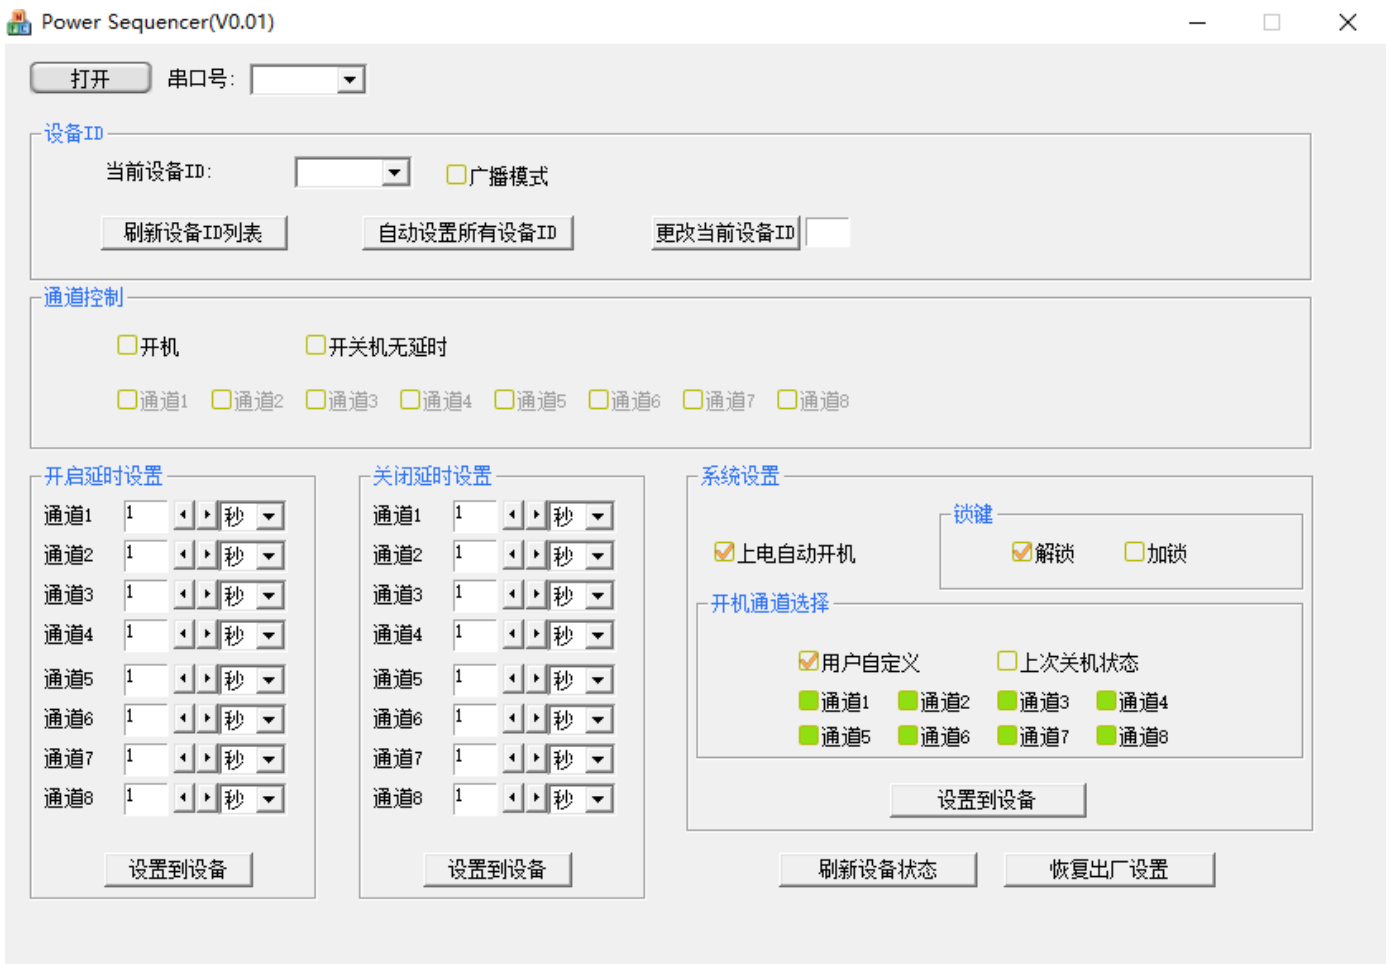 Power Sequencer(V0.01)
打开 串口号:
设备ID
当前设备ID: 广播模式
刷新设备ID列表 自动设置所有设备ID 更改当前设备ID
通道控制
开机 开关机无延时
通道1 通道2 通道3 通道4 通道5 通道6 通道7 通道8
开启延时设置
通道1 1 秒
通道2 1 秒
通道3 1 秒
通道4 1 秒
通道5 1 秒
通道6 1 秒
通道7 1 秒
通道8 1 秒
设置到设备
关闭延时设置
通道1 1 秒
通道2 1 秒
通道3 1 秒
通道4 1 秒
通道5 1 秒
通道6 1 秒
通道7 1 秒
通道8 1 秒
设置到设备
系统设置
锁键
上电自动开机 解锁 加锁
开机通道选择
用户自定义 上次关机状态
通道1 通道2 通道3 通道4
通道5 通道6 通道7 通道8
设置到设备
刷新设备状态 恢复出厂设置